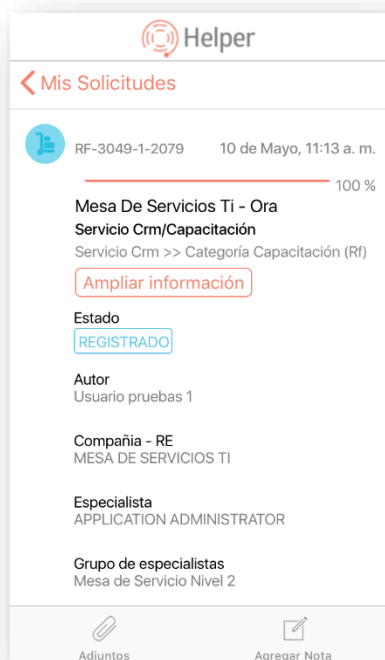 Helper
Mis Solicitudes
RF-3049-1-2079 10 de Mayo, 11:13 a. m.
100 %
Mesa De Servicios Ti - Ora
Servicio Crm/Capacitación
Servicio Crm >> Categoría Capacitación (Rf)
Ampliar información
Estado
REGISTRADO
Autor
Usuario pruebas 1
Compañia - RE
MESA DE SERVICIOS TI
Especialista
APPLICATION ADMINISTRATOR
Grupo de especialistas
Mesa de Servicio Nivel 2
Adjuntos Agregar Nota